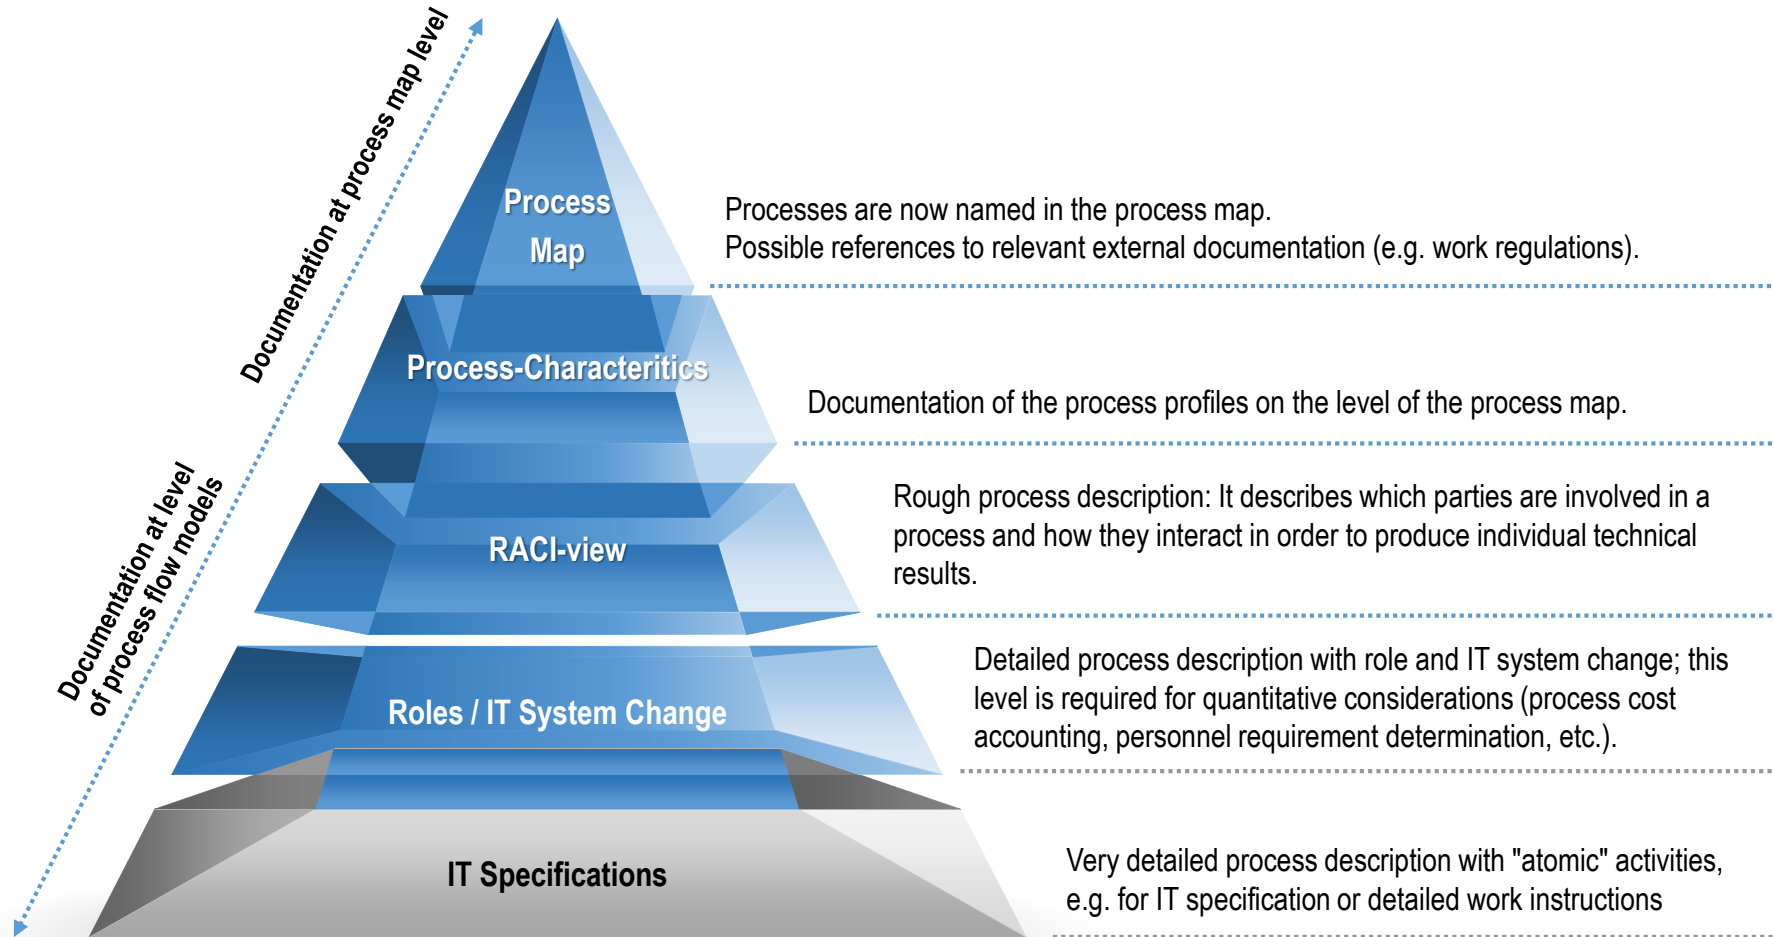 Documentation at process map level
Process
Map
Processes are now named in the process map.
Possible references to relevant external documentation (e.g. work regulations).
Process-Characteritics
Documentation of the process profiles on the level of the process map.
Documentation at level
of process flow models
RACI-view
Rough process description: It describes which parties are involved in a
process and how they interact in order to produce individual technical
results.
Roles / IT System Change
Detailed process description with role and IT system change; this
level is required for quantitative considerations (process cost
accounting, personnel requirement determination, etc.).
IT Specifications
Very detailed process description with "atomic" activities,
e.g. for IT specification or detailed work instructions